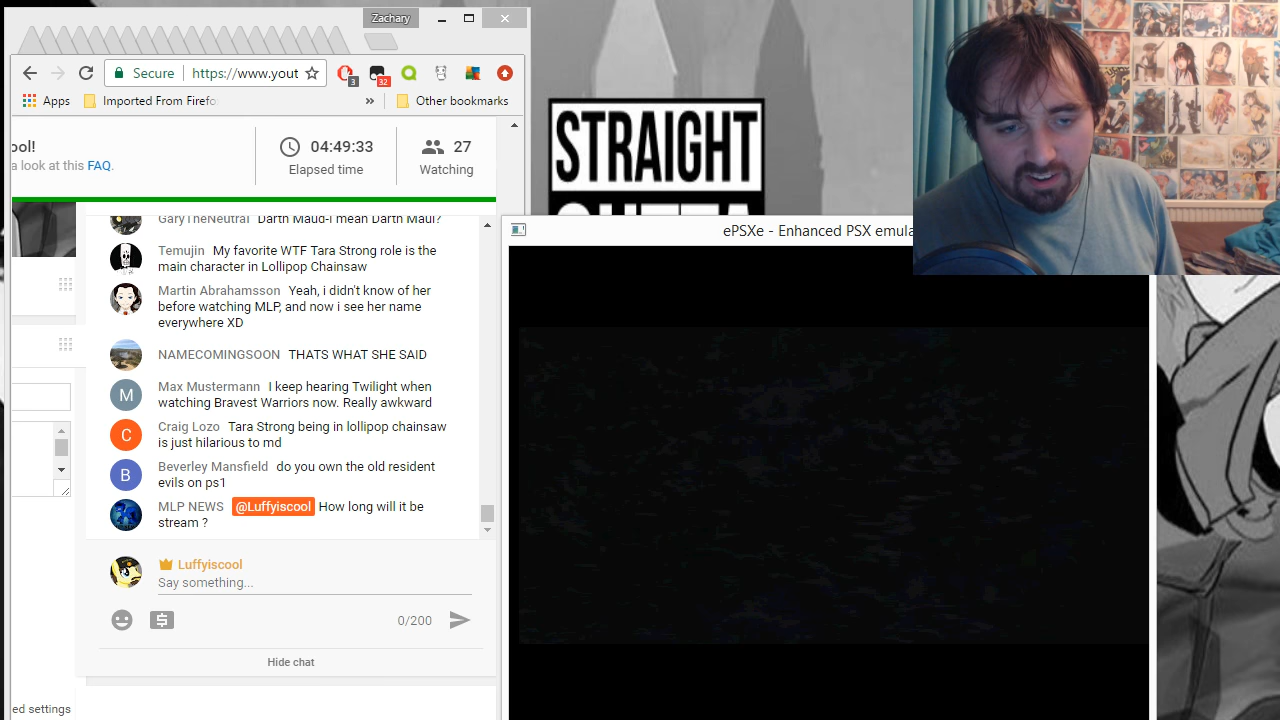 Zachary
Secure https://www.yout
3
32
Apps
Imported From Firefo
»
Other bookmarks
ool!
a look at this FAQ.
04:49:33
Elapsed time
27
Watching
STRAIGHT
OUTTA
GaryTheNeutral Darth Maud-I mean Darth Maul?
Temujin My favorite WTF Tara Strong role is the
main character in Lollipop Chainsaw
Martin Abrahamsson Yeah, i didn't know of her
before watching MLP, and now i see her name
everywhere XD
NAMECOMINGSOON THATS WHAT SHE SAID
M
Max Mustermann I keep hearing Twilight when
watching Bravest Warriors now. Really awkward
C
Craig Lozo Tara Strong being in lollipop chainsaw
is just hilarious to md
B
Beverley Mansfield do you own the old resident
evils on ps1
MLP NEWS @Luffyiscool How long will it be
stream ?
Luffyiscool
Say something...
0/200
Hide chat
ed settings
ePSXe - Enhanced PSX emula